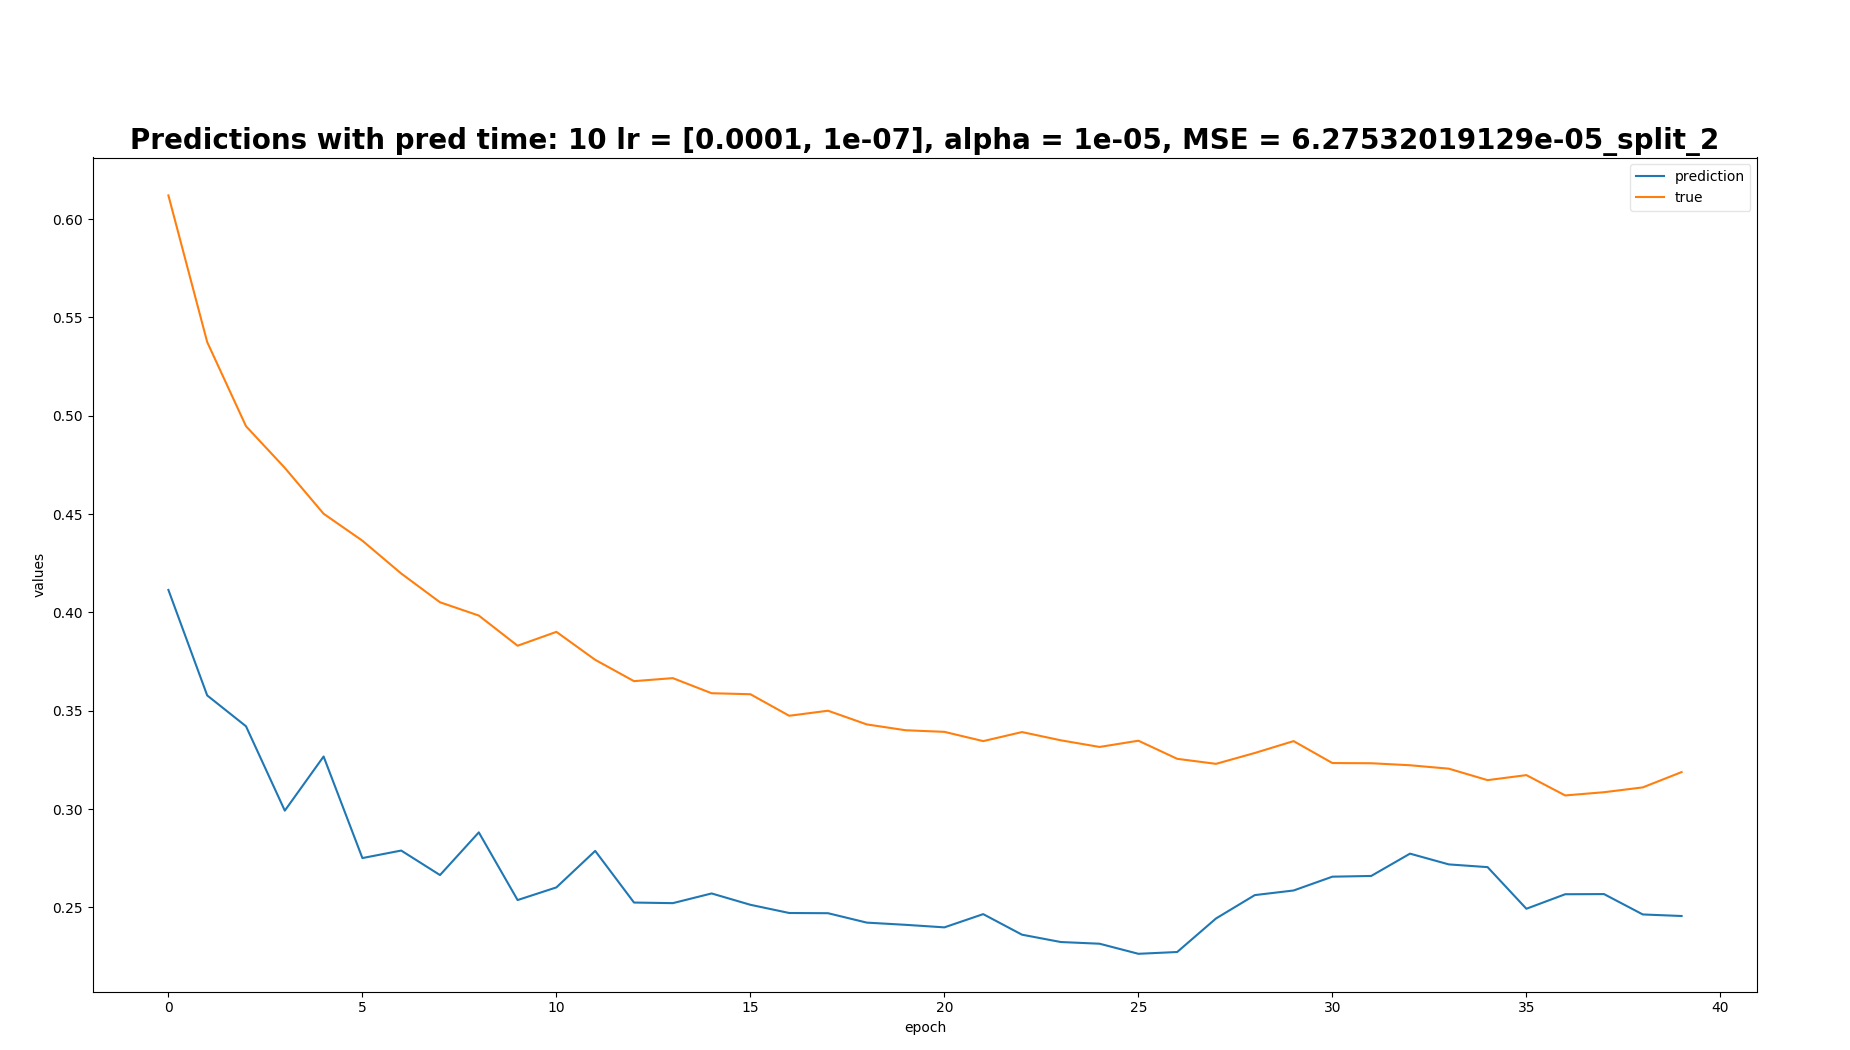 Predictions with pred time: 10 lr = [0.0001, 1e-07], alpha = 1e-05, MSE = 6.27532019129e-05_split_2
prediction
true
0.60
0.55
0.50
0.45
0.40
0.35
0.30
0.25
values
0 5 10 15 20 25 30 35 40
epoch